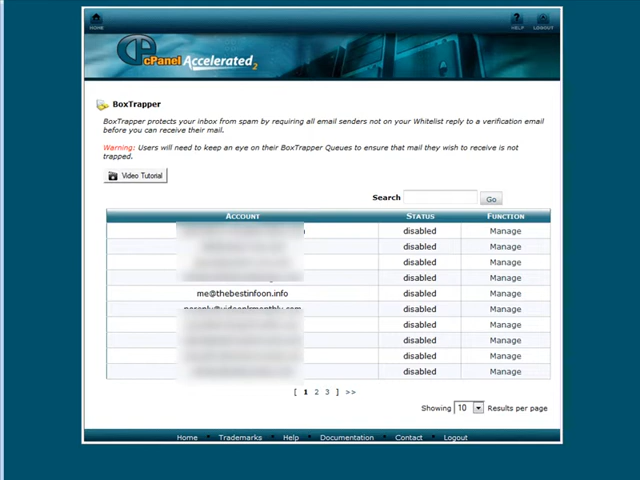 HOME
HELP
LOGOUT
cPanel Accelerated2
BoxTrapper
BoxTrapper protects your inbox from spam by requiring all email senders not on your Whitelist reply to a verification email
before you can receive their mail.
Warning: Users will need to keep an eye on their BoxTrapper Queues to ensure that mail they wish to receive is not
trapped.
Video Tutorial
Search
Go
ACCOUNT STATUS FUNCTION
disabled Manage
disabled Manage
disabled Manage
disabled Manage
me@thebestinfoon.info disabled Manage
disabled Manage
disabled Manage
disabled Manage
disabled Manage
disabled Manage
[ 1 2 3 ] >>
Showing 10 Results per page
Home • Trademarks • Help • Documentation • Contact • Logout